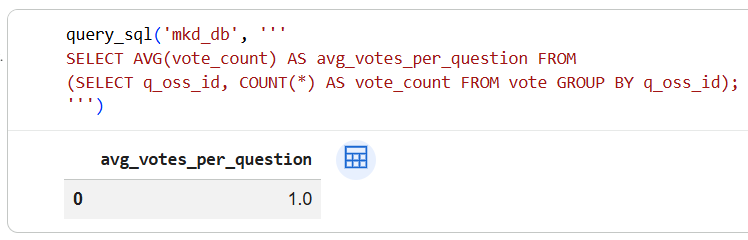 query_sql('mkd_db', '''
SELECT AVG(vote_count) AS avg_votes_per_question FROM
(SELECT q_oss_id, COUNT(*) AS vote_count FROM vote GROUP BY q_oss_id);
''')
avg_votes_per_question
0 1.0